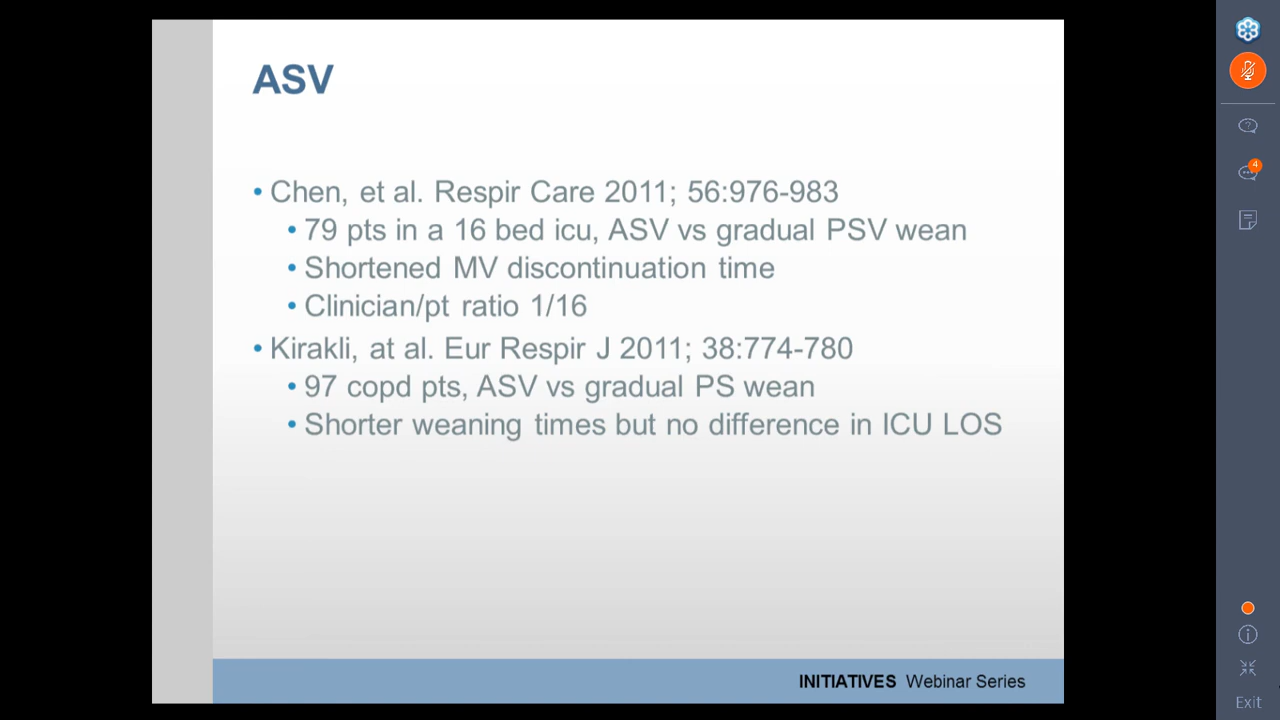 ASV
• Chen, et al. Respir Care 2011; 56:976-983
• 79 pts in a 16 bed icu, ASV vs gradual PSV wean
• Shortened MV discontinuation time
• Clinician/pt ratio 1/16
• Kirakli, at al. Eur Respir J 2011; 38:774-780
• 97 copd pts, ASV vs gradual PS wean
• Shorter weaning times but no difference in ICU LOS
INITIATIVES Webinar Series
4
Exit